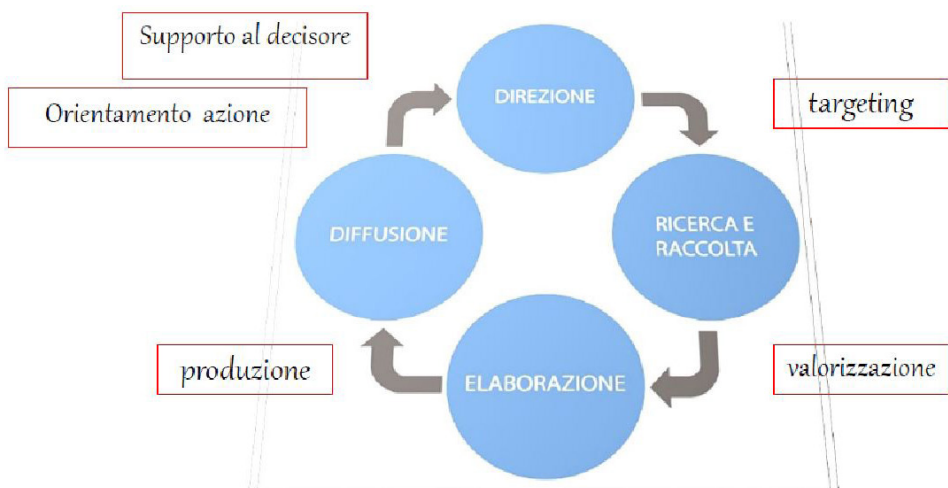 Supporto al decisore
Orientamento azione
DIREZIONE
targeting
DIFFUSIONE
RICERCA E
RACCOLTA
produzione
ELABORAZIONE
valorizzazione